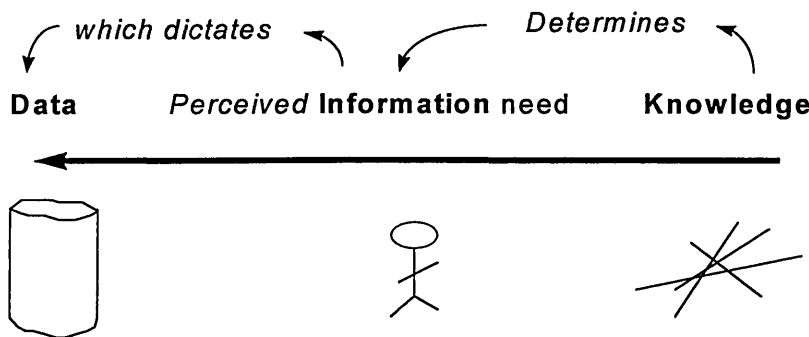 which dictates
Determines
Data
Perceived Information need
Knowledge